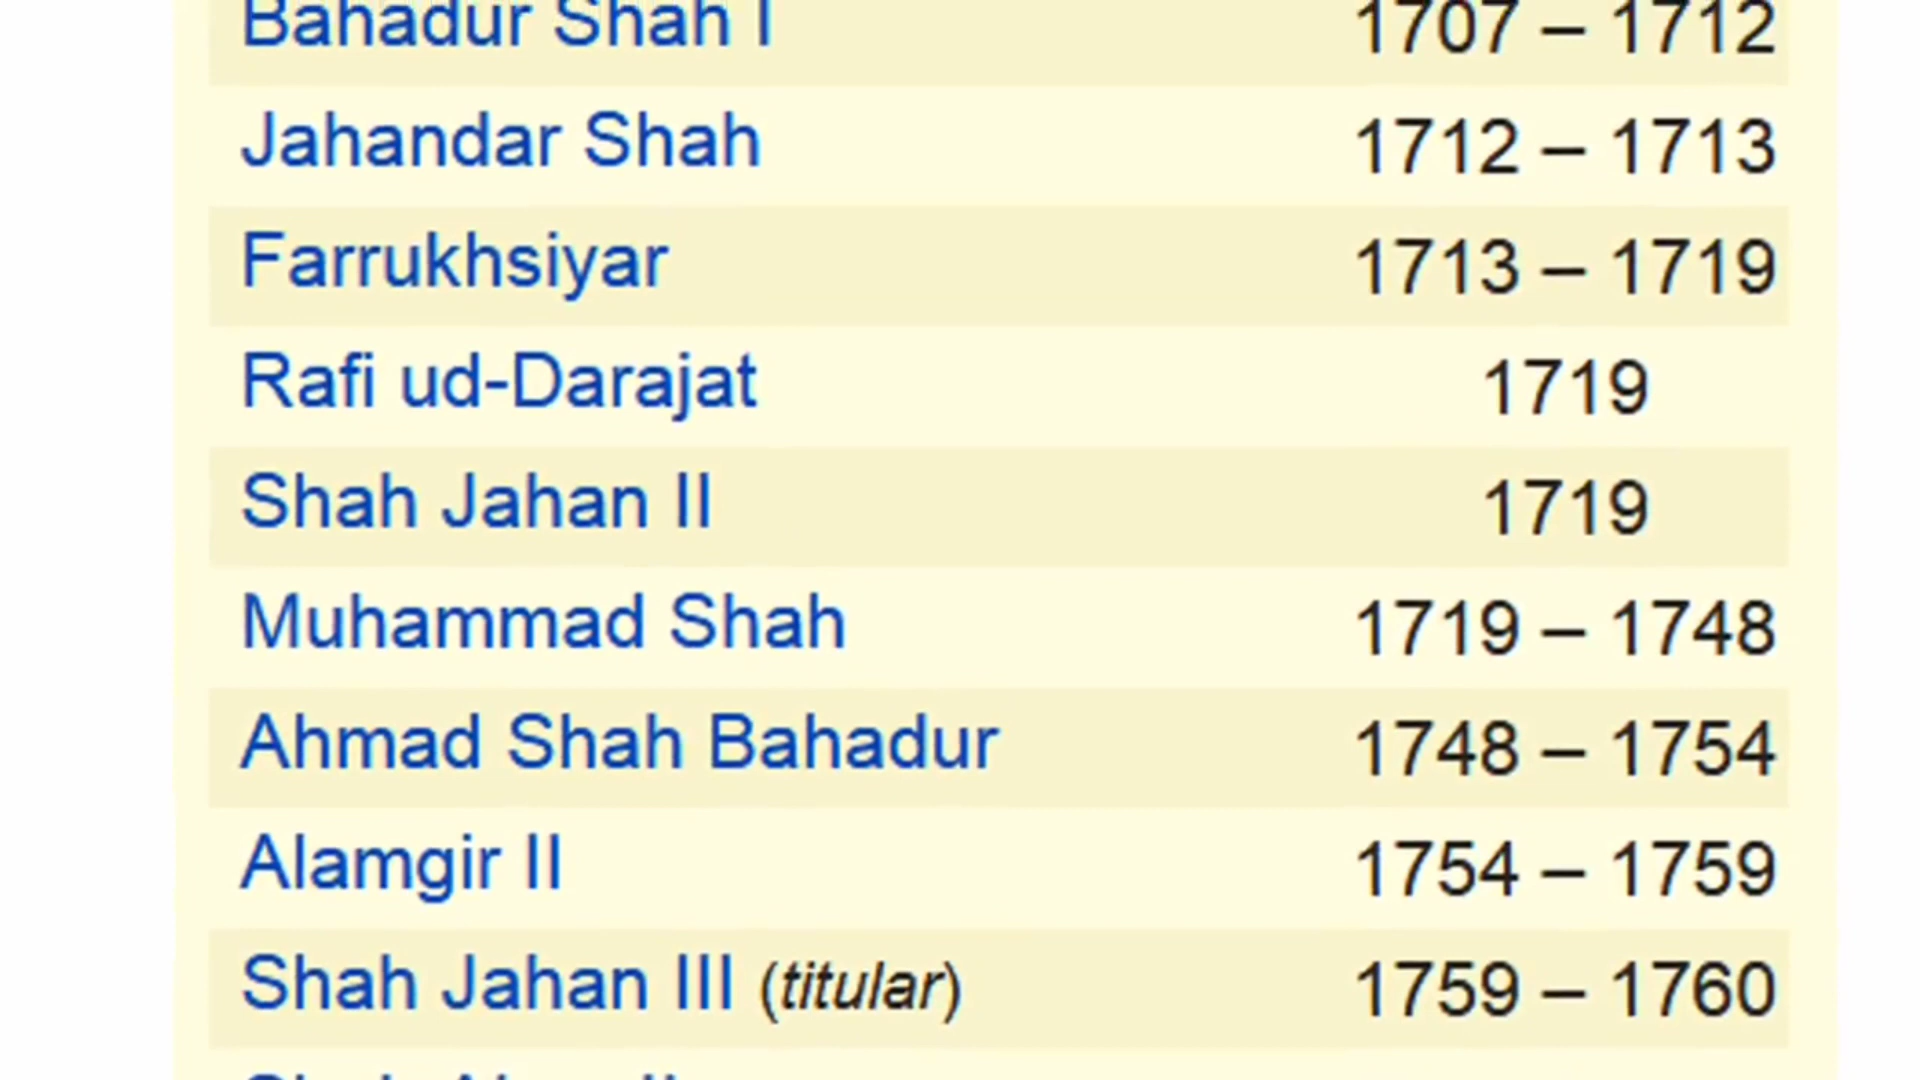 Bahadur Shah I 1707 – 1712
Jahandar Shah 1712 – 1713
Farrukhsiyar 1713 – 1719
Rafi ud-Darajat 1719
Shah Jahan II 1719
Muhammad Shah 1719 – 1748
Ahmad Shah Bahadur 1748 – 1754
Alamgir II 1754 – 1759
Shah Jahan III (titular) 1759 – 1760